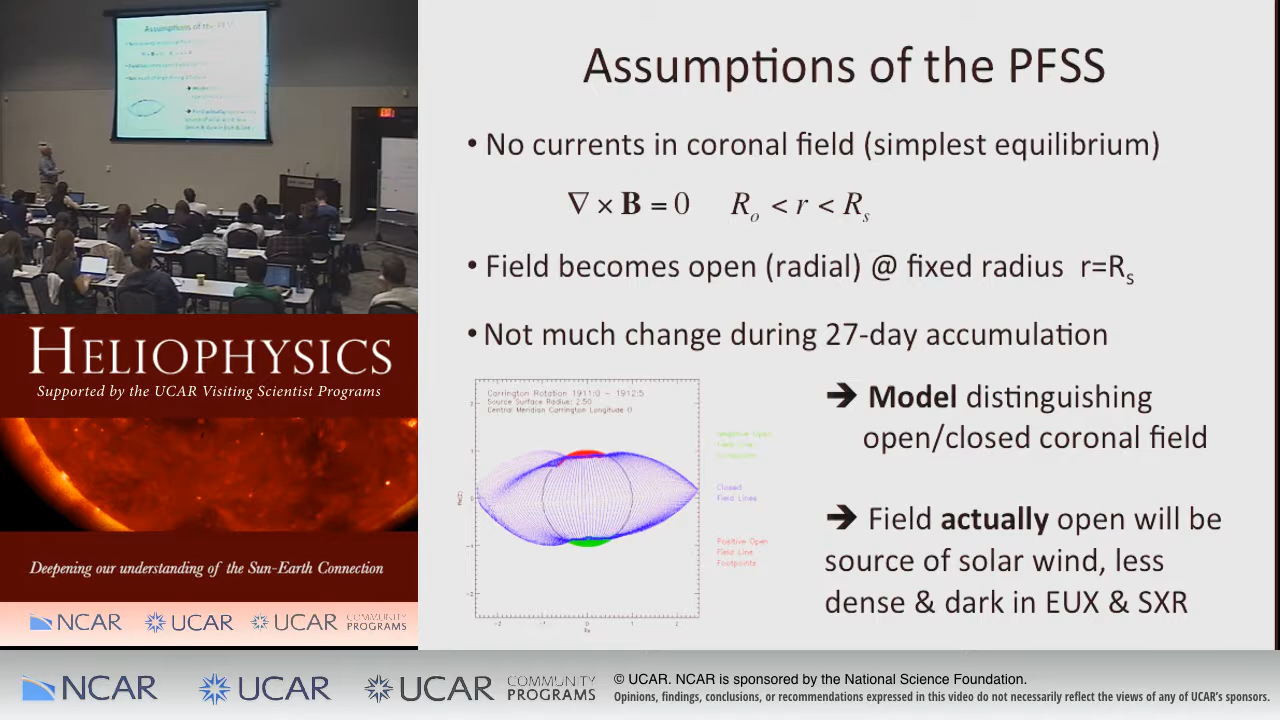 Assumptions of the PFSS
• No currents in coronal field (simplest equilibrium)
∇ × B = 0 R₀ < r < Rₛ
• Field becomes open (radial) @ fixed radius r=Rₛ
• Not much change during 27-day accumulation
Carrington Rotation 1911:0 – 1912:5
Source Surface Radius: 2.50
Central Meridian Carrington Longitude 0
Negative Open
Field Line
Footpoints
Closed
Field Lines
Positive Open
Field Line
Footpoints
➔ Model distinguishing
open/closed coronal field
➔ Field actually open will be
source of solar wind, less
dense & dark in EUX & SXR
EXIT
HELIOPHYSICS
Supported by the UCAR Visiting Scientist Programs
Deepening our understanding of the Sun-Earth Connection
NCAR UCAR UCAR COMMUNITY PROGRAMS
NCAR UCAR UCAR COMMUNITY PROGRAMS
© UCAR. NCAR is sponsored by the National Science Foundation.
Opinions, findings, conclusions, or recommendations expressed in this video do not necessarily reflect the views of any of UCAR's sponsors.